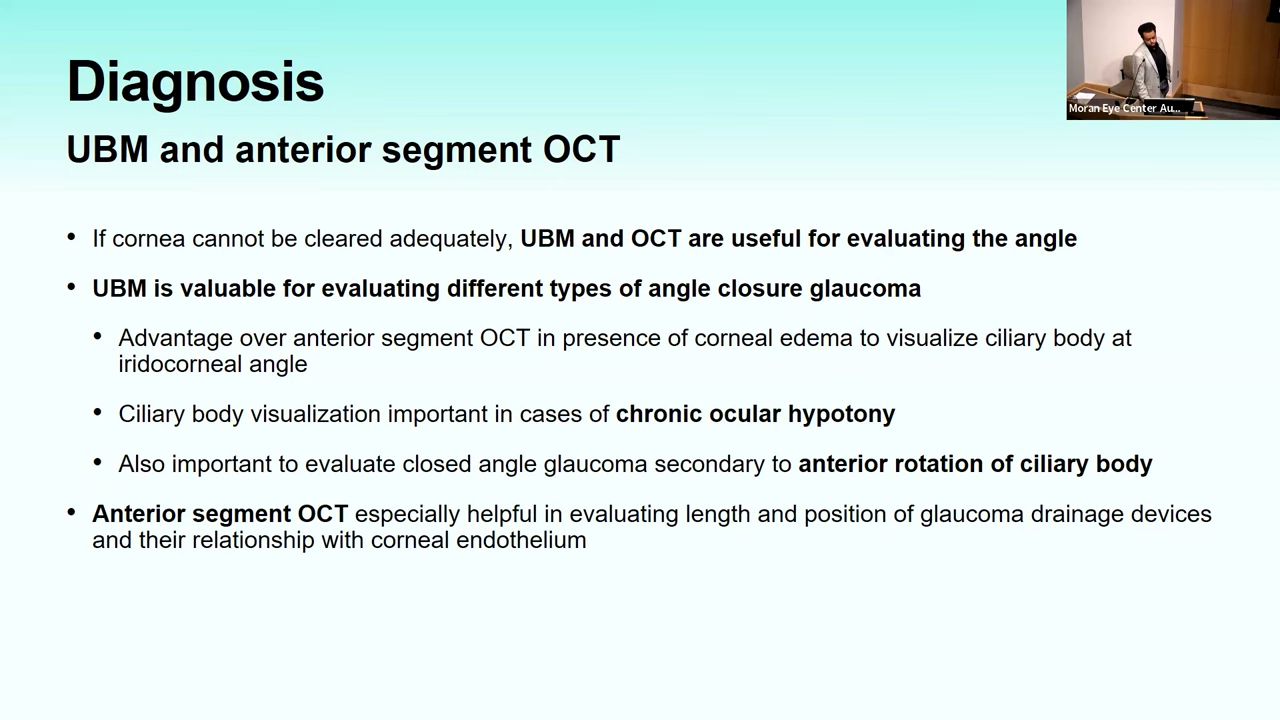 Diagnosis
UBM and anterior segment OCT
• If cornea cannot be cleared adequately, UBM and OCT are useful for evaluating the angle
• UBM is valuable for evaluating different types of angle closure glaucoma
• Advantage over anterior segment OCT in presence of corneal edema to visualize ciliary body at
iridocorneal angle
• Ciliary body visualization important in cases of chronic ocular hypotony
• Also important to evaluate closed angle glaucoma secondary to anterior rotation of ciliary body
• Anterior segment OCT especially helpful in evaluating length and position of glaucoma drainage devices
and their relationship with corneal endothelium
Moran Eye Center Au...